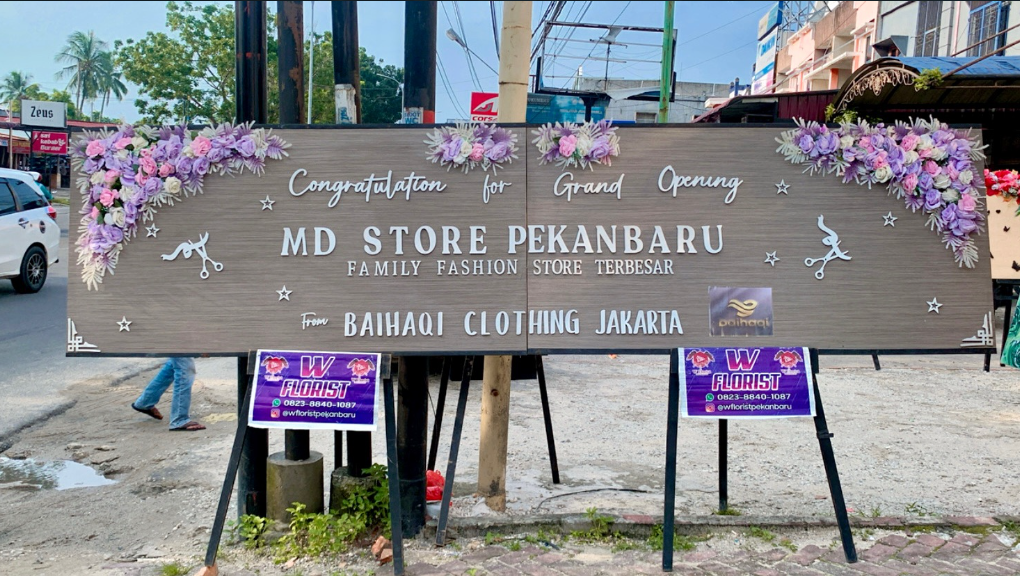 Zeus
Congratulation for Grand Opening
MD STORE PEKANBARU
FAMILY FASHION STORE TERBESAR
From BAIHAQI CLOTHING JAKARTA
baihaqi
W
FLORIST
0823-8840-1087
@wfloristpekanbaru
W
FLORIST
0823-8840-1087
@wfloristpekanbaru